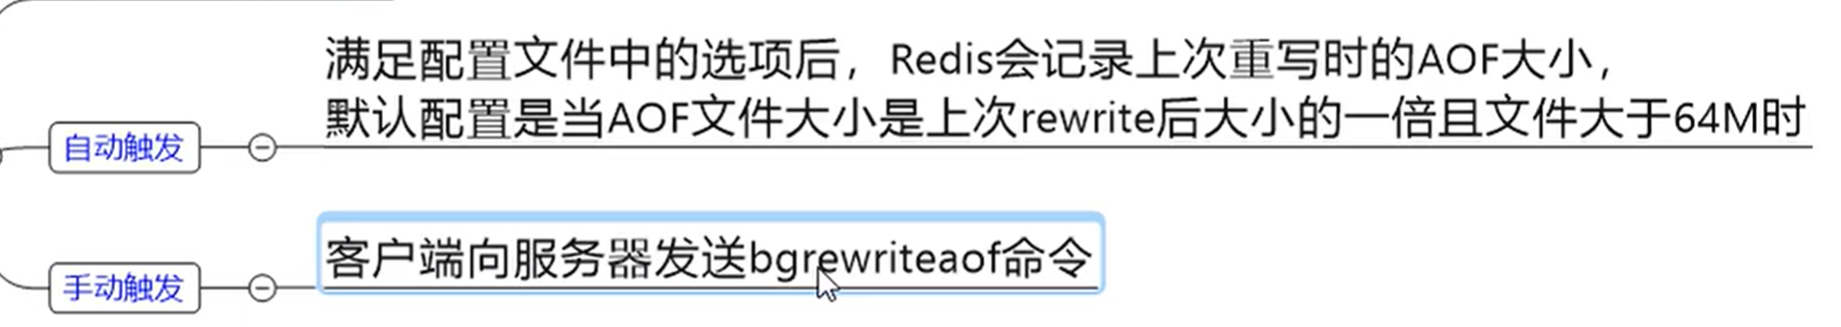 满足配置文件中的选项后，Redis会记录上次重写时的AOF大小，
默认配置是当AOF文件大小是上次rewrite后大小的一倍且文件大于64M时
自动触发
客户端向服务器发送bgrewriteaof命令
手动触发